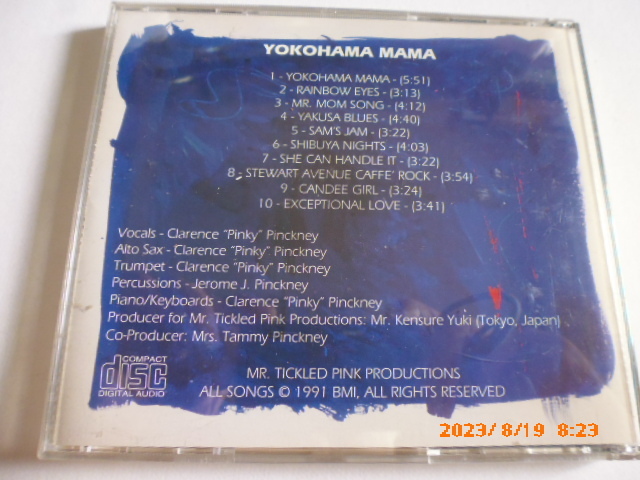 YOKOHAMA MAMA
1 - YOKOHAMA MAMA - (5:51)
2 - RAINBOW EYES - (3:13)
3 - MR. MOM SONG - (4:12)
4 - YAKUSA BLUES - (4:40)
5 - SAM'S JAM - (3:22)
6 - SHIBUYA NIGHTS - (4:03)
7 - SHE CAN HANDLE IT - (3:22)
8 - STEWART AVENUE CAFFE' ROCK - (3:54)
9 - CANDEE GIRL - (3:24)
10 - EXCEPTIONAL LOVE - (3:41)
Vocals - Clarence "Pinky" Pinckney
Alto Sax - Clarence "Pinky" Pinckney
Trumpet - Clarence "Pinky" Pinckney
Percussions - Jerome J. Pinckney
Piano/Keyboards - Clarence "Pinky" Pinckney
Producer for Mr. Tickled Pink Productions: Mr. Kensure Yuki (Tokyo, Japan)
Co-Producer: Mrs. Tammy Pinckney
COMPACT
disc
DIGITAL AUDIO
MR. TICKLED PINK PRODUCTIONS
ALL SONGS © 1991 BMI, ALL RIGHTS RESERVED
2023/ 8/19 8:23